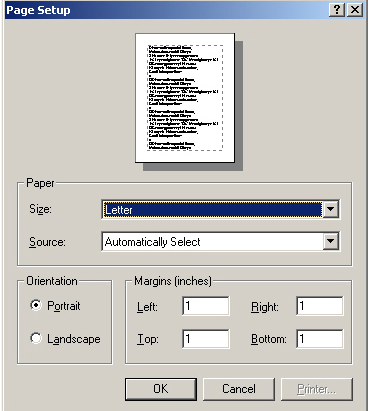 Page Setup
Paper
Size:
Letter
Source:
Automatically Select
Orientation
Portrait
Landscape
Margins (inches)
Left:
1
Right:
1
Top:
1
Bottom:
1
OK
Cancel
Printer...